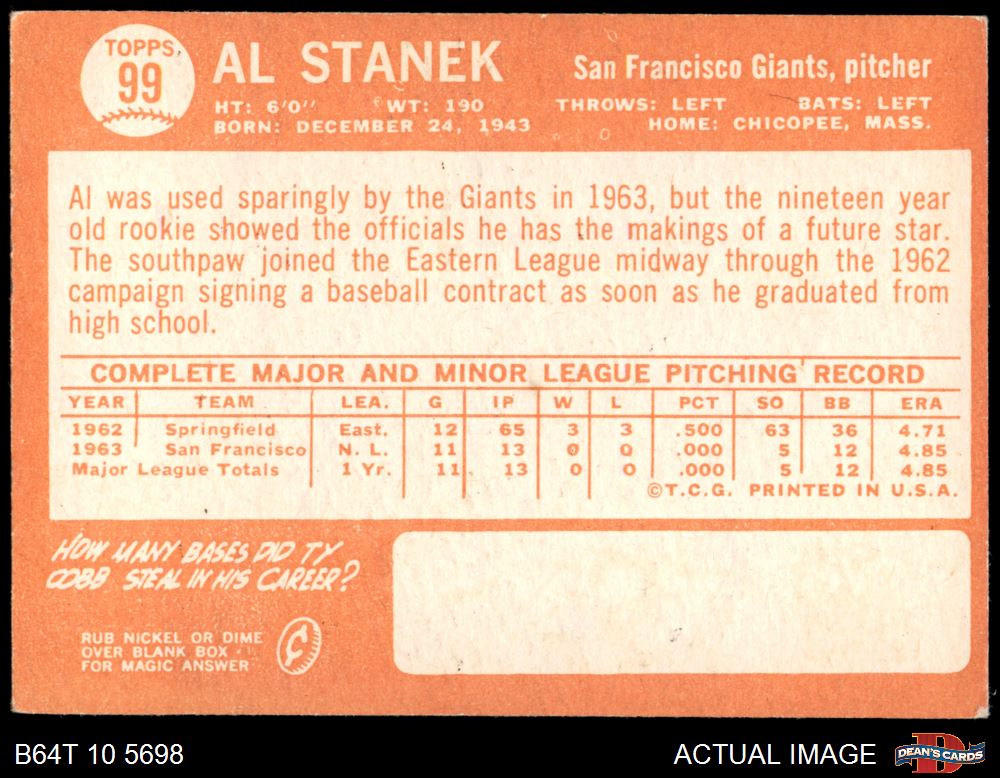 TOPPS
99
AL STANEK
San Francisco Giants, pitcher
HT: 6'0" WT: 190
THROWS: LEFT BATS: LEFT
BORN: DECEMBER 24, 1943
HOME: CHICOPEE, MASS.
Al was used sparingly by the Giants in 1963, but the nineteen year
old rookie showed the officials he has the makings of a future star.
The southpaw joined the Eastern League midway through the 1962
campaign signing a baseball contract as soon as he graduated from
high school.
COMPLETE MAJOR AND MINOR LEAGUE PITCHING RECORD
YEAR TEAM LEA. G IP W L PCT SO BB ERA
1962 Springfield East. 12 65 3 3 .500 63 36 4.71
1963 San Francisco N. L. 11 13 0 0 .000 5 12 4.85
Major League Totals 1 Yr. 11 13 0 0 .000 5 12 4.85
©T.C.G. PRINTED IN U.S.A.
HOW MANY BASES DID TY
COBB STEAL IN HIS CAREER?
RUB NICKEL OR DIME
OVER BLANK BOX
FOR MAGIC ANSWER
¢
B64T 10 5698
ACTUAL IMAGE
D
DEAN'S CARDS